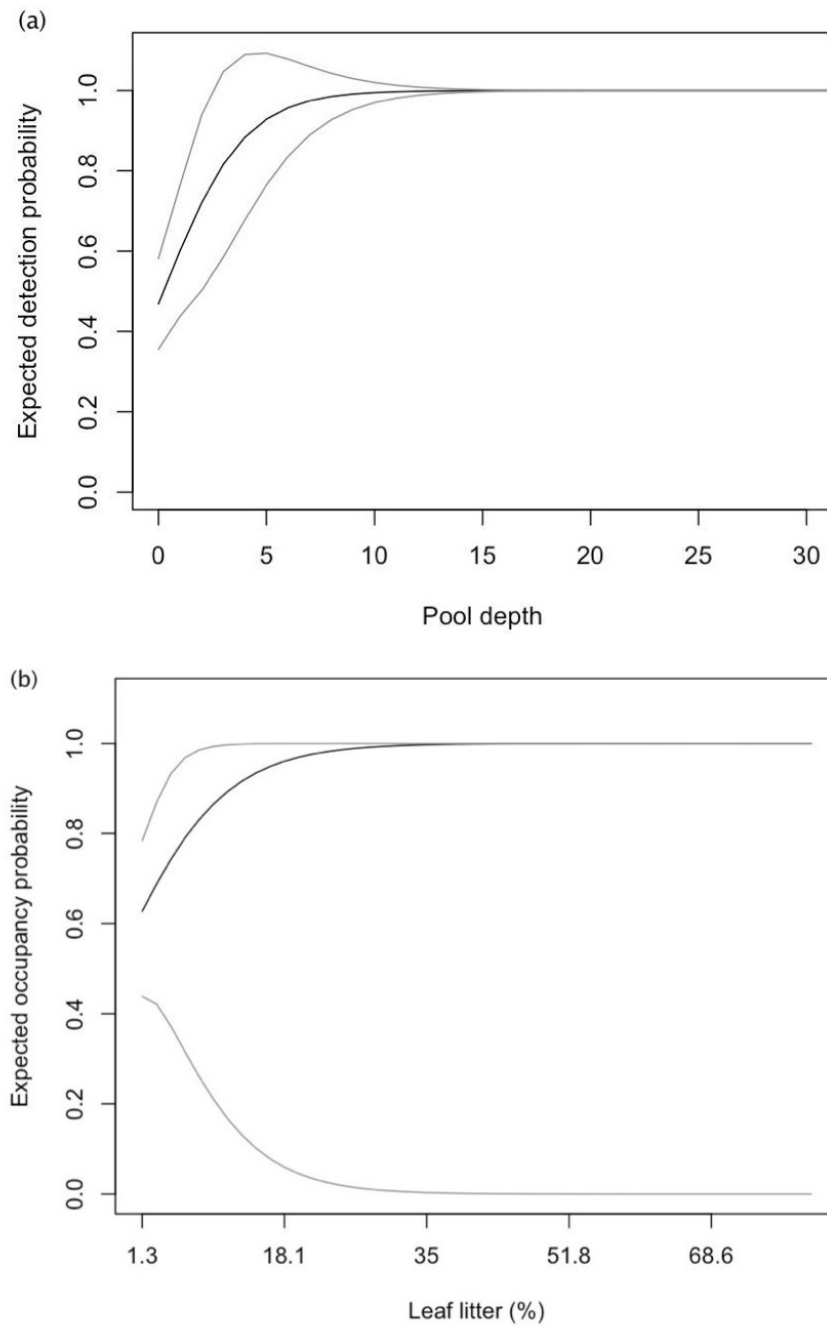 (a)
Expected detection probability
1.0
0.8
0.6
0.4
0.2
0.0
0 5 10 15 20 25 30
Pool depth
(b)
Expected occupancy probability
1.0
0.8
0.6
0.4
0.2
0.0
1.3 18.1 35 51.8 68.6
Leaf litter (%)